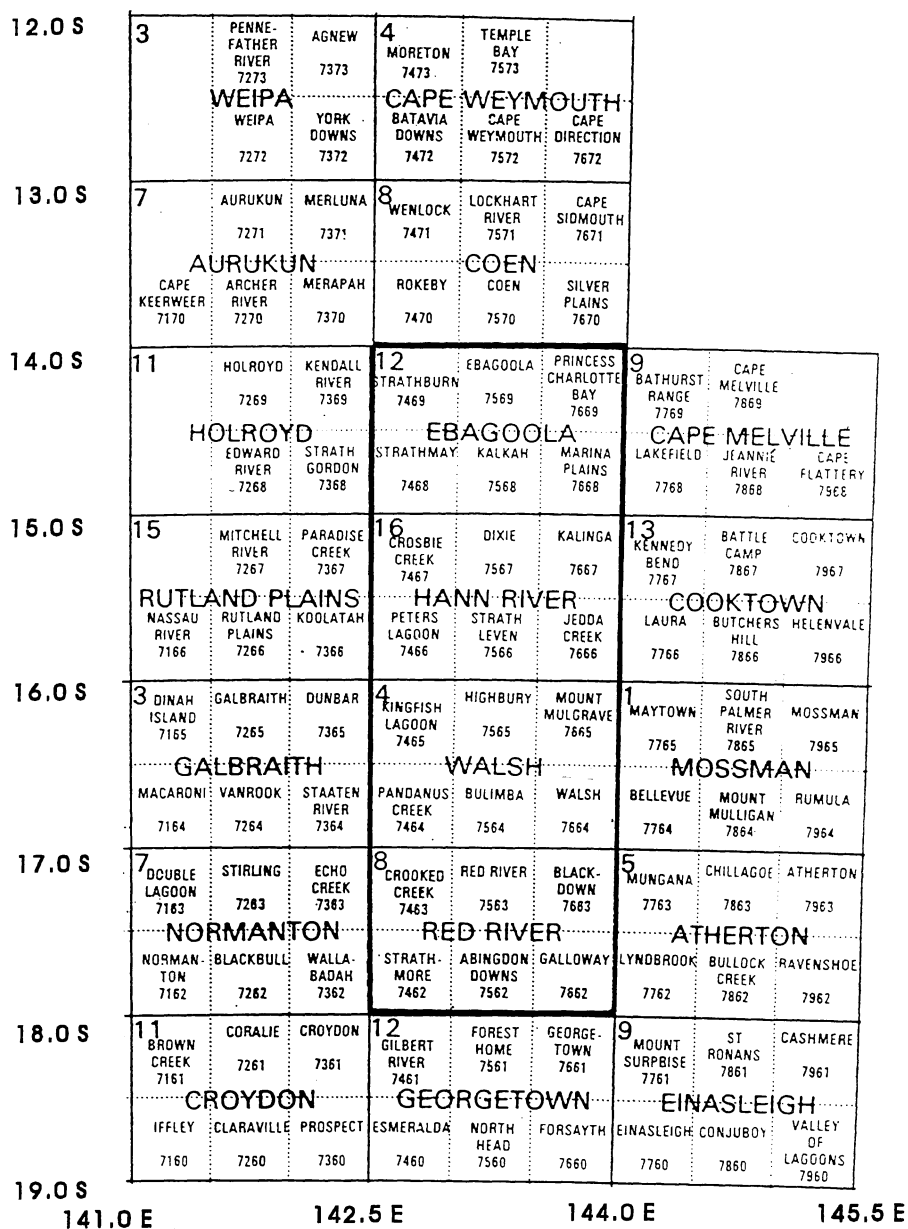 12.0 S
3
PENNE-
FATHER
RIVER
7273
AGNEW
7373
4
MORETON
7473
TEMPLE
BAY
7573
WEIPA
CAPE WEYMOUTH
WEIPA
7272
YORK
DOWNS
7372
BATAVIA
DOWNS
7472
CAPE
WEYMOUTH
7572
CAPE
DIRECTION
7672
13.0 S
7
AURUKUN
7271
MERLUNA
7371
8
WENLOCK
7471
LOCKHART
RIVER
7571
CAPE
SIDMOUTH
7671
AURUKUN
COEN
CAPE
KEERWEER
7170
ARCHER
RIVER
7270
MERAPAH
7370
ROKEBY
7470
COEN
7570
SILVER
PLAINS
7670
14.0 S
11
HOLROYD
7269
KENDALL
RIVER
7369
12
STRATHBURN
7469
EBAGOOLA
7569
PRINCESS
CHARLOTTE
BAY
7669
9
BATHURST
RANGE
7769
CAPE
MELVILLE
7869
HOLROYD
EBAGOOLA
CAPE MELVILLE
EDWARD
RIVER
7268
STRATH
GORDON
7368
STRATHMAY
7468
KALKAH
7568
MARINA
PLAINS
7668
LAKEFIELD
7768
JEANNIE
RIVER
7868
CAPE
FLATTERY
7968
15.0 S
15
MITCHELL
RIVER
7267
PARADISE
CREEK
7367
16
CROSBIE
CREEK
7467
DIXIE
7567
KALINGA
7667
13
KENNEDY
BEND
7767
BATTLE
CAMP
7867
COOKTOWN
7967
RUTLAND PLAINS
HANN RIVER
COOKTOWN
NASSAU
RIVER
7166
RUTLAND
PLAINS
7266
KOOLATAH
7366
PETERS
LAGOON
7466
STRATH
LEVEN
7566
JEDDA
CREEK
7666
LAURA
7766
BUTCHERS
HILL
7866
HELENVALE
7966
16.0 S
3
DINAH
ISLAND
7165
GALBRAITH
7265
DUNBAR
7365
4
KINGFISH
LAGOON
7465
HIGHBURY
7565
MOUNT
MULGRAVE
7665
1
MAYTOWN
7765
SOUTH
PALMER
RIVER
7865
MOSSMAN
7965
GALBRAITH
WALSH
MOSSMAN
MACARONI
7164
VANROOK
7264
STAATEN
RIVER
7364
PANDANUS
CREEK
7464
BULIMBA
7564
WALSH
7664
BELLEVUE
7764
MOUNT
MULLIGAN
7864
RUMULA
7964
17.0 S
7
DOUBLE
LAGOON
7163
STIRLING
7263
ECHO
CREEK
7363
8
CROOKED
CREEK
7463
RED RIVER
7563
BLACK-
DOWN
7663
5
MUNGANA
7763
CHILLAGOE
7863
ATHERTON
7963
NORMANTON
RED RIVER
ATHERTON
NORMAN-
TON
7162
BLACKBULL
7262
WALLA-
BADAH
7362
STRATH-
MORE
7462
ABINGDON
DOWNS
7562
GALLOWAY
7662
LYNDBROOK
7762
BULLOCK
CREEK
7862
RAVENSHOE
7962
18.0 S
11
BROWN
CREEK
7161
CORALIE
7261
CROYDON
7361
12
GILBERT
RIVER
7461
FOREST
HOME
7561
GEORGE-
TOWN
7661
9
MOUNT
SURPBISE
7761
ST
RONANS
7861
CASHMERE
7961
CROYDON
GEORGETOWN
EINASLEIGH
IFFLEY
7160
CLARAVILLE
7260
PROSPECT
7360
ESMERALDA
7460
NORTH
HEAD
7560
FORSAYTH
7660
EINASLEIGH
7760
CONJUBOY
7860
VALLEY
OF
LAGOONS
7960
19.0 S
141.0 E
142.5 E
144.0 E
145.5 E